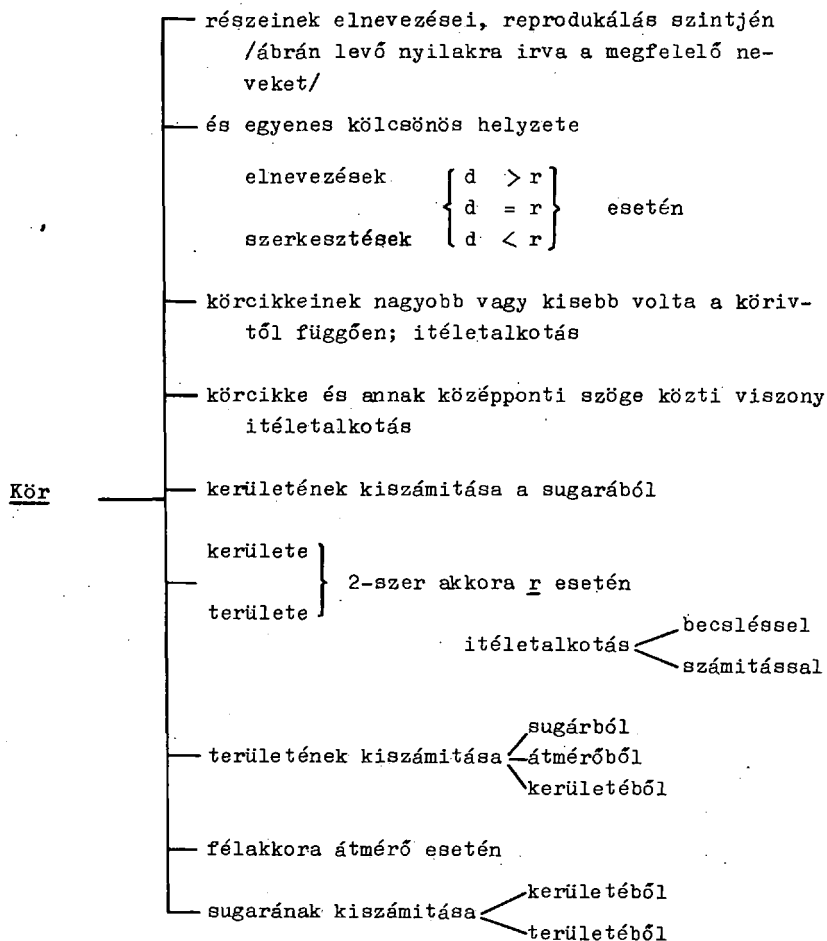 részeinek elnevezései, reprodukálás szintjén
/ábrán levő nyilakra irva a megfelelő ne-
veket/
és egyenes kölcsönös helyzete
elnevezések d > r
d = r esetén
szerkesztések d < r
körcikkeinek nagyobb vagy kisebb volta a köriv-
től függően; itéletalkotás
körcikke és annak középponti szöge közti viszony
itéletalkotás
Kör kerületének kiszámitása a sugarából
kerülete
2-szer akkora r esetén
területe
becsléssel
itéletalkotás
számitással
sugárból
területének kiszámitása átmérőből
kerületéből
félakkora átmérő esetén
kerületéből
sugarának kiszámitása
területéből